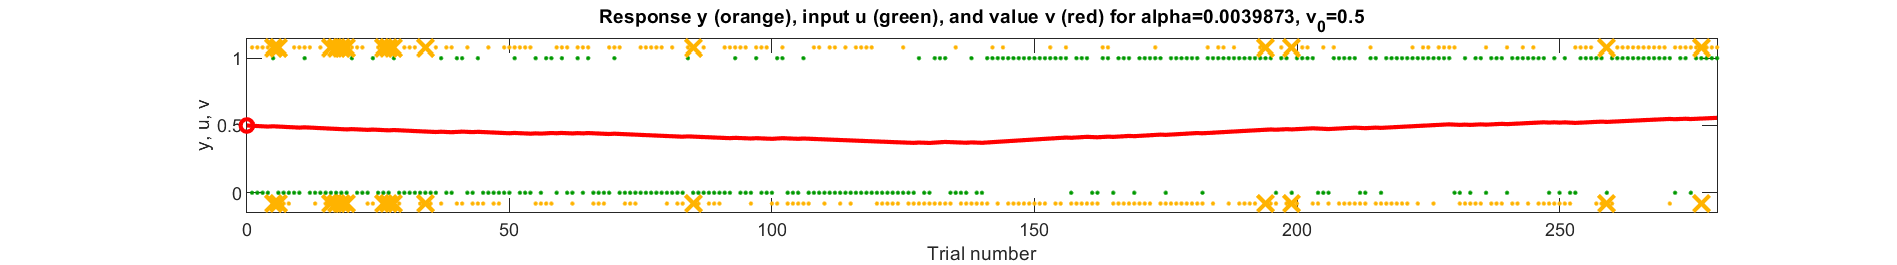 Response y (orange), input u (green), and value v (red) for alpha=0.0039873, v0=0.5
y, u, v
1
0.5
0
0 50 100 150 200 250
Trial number